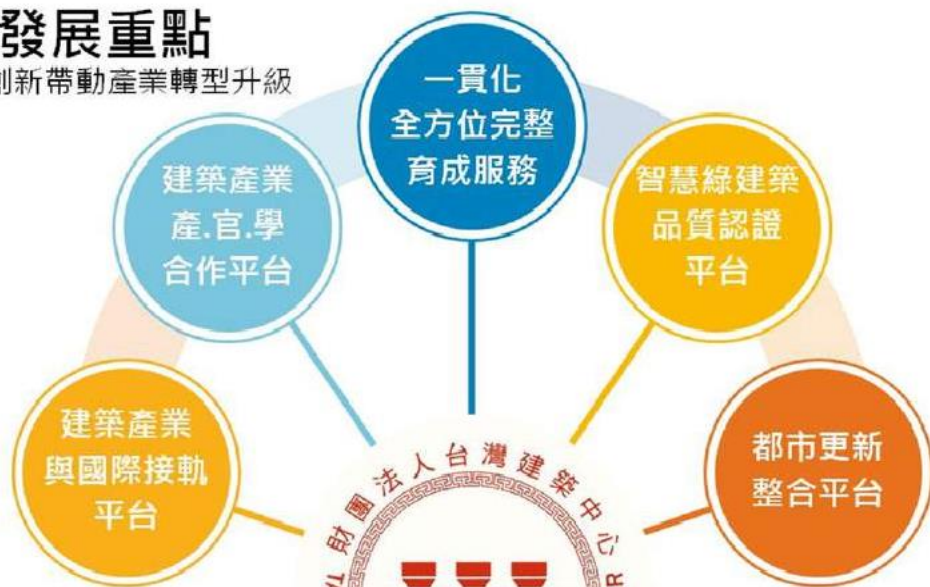 發展重點
創新帶動產業轉型升級
一貫化
全方位完整
育成服務
建築產業
產.官.學
合作平台
智慧綠建築
品質認證
平台
建築產業
與國際接軌
平台
都市更新
整合平台
財團法人台灣建築中心